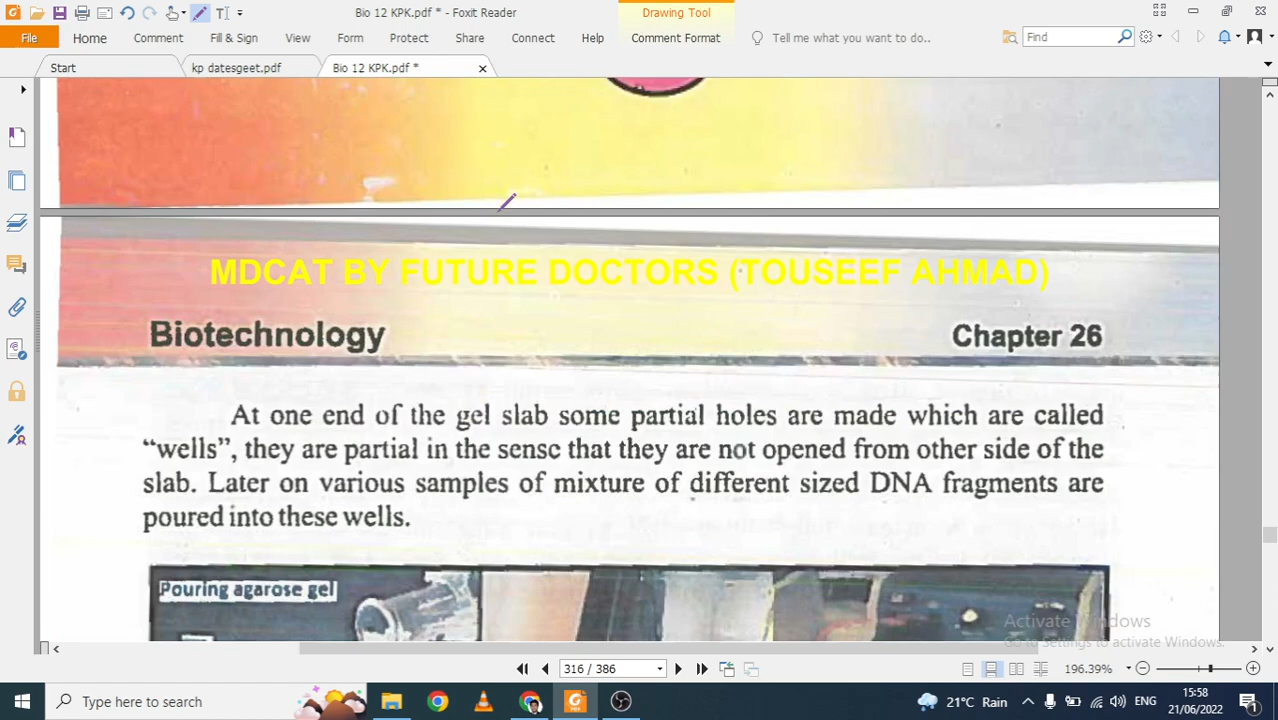 Bio 12 KPK.pdf * - Foxit Reader
Drawing Tool
File Home Comment Fill & Sign View Form Protect Share Connect Help Comment Format Tell me what you want to do.. Find
Start kp datesgeet.pdf Bio 12 KPK.pdf *
MDCAT BY FUTURE DOCTORS (TOUSEEF AHMAD)
Biotechnology Chapter 26
At one end of the gel slab some partial holes are made which are called
“wells”, they are partial in the sense that they are not opened from other side of the
slab. Later on various samples of mixture of different sized DNA fragments are
poured into these wells.
Pouring agarose gel
Activate Windows
Go to Settings to activate Windows.
316 / 386 196.39%
Type here to search 21°C Rain ENG 15:58
21/06/2022 1